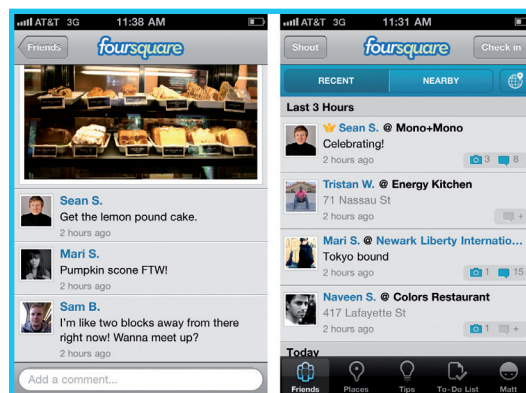 AT&T 3G 11:38 AM
Friends foursquare
Sean S.
Get the lemon pound cake.
2 hours ago
Mari S.
Pumpkin scone FTW!
2 hours ago
Sam B.
I'm like two blocks away from there
right now! Wanna meet up?
2 hours ago
Add a comment...
AT&T 3G 11:31 AM
Shout foursquare Check in
RECENT NEARBY
Last 3 Hours
Sean S. @ Mono+Mono
Celebrating!
2 hours ago 3 8
Tristan W. @ Energy Kitchen
71 Nassau St
2 hours ago +
Mari S. @ Newark Liberty Internatio...
Tokyo bound
2 hours ago 1 15
Naveen S. @ Colors Restaurant
417 Lafayette St
2 hours ago 1 +
Today
Friends Places Tips To-Do List Matt